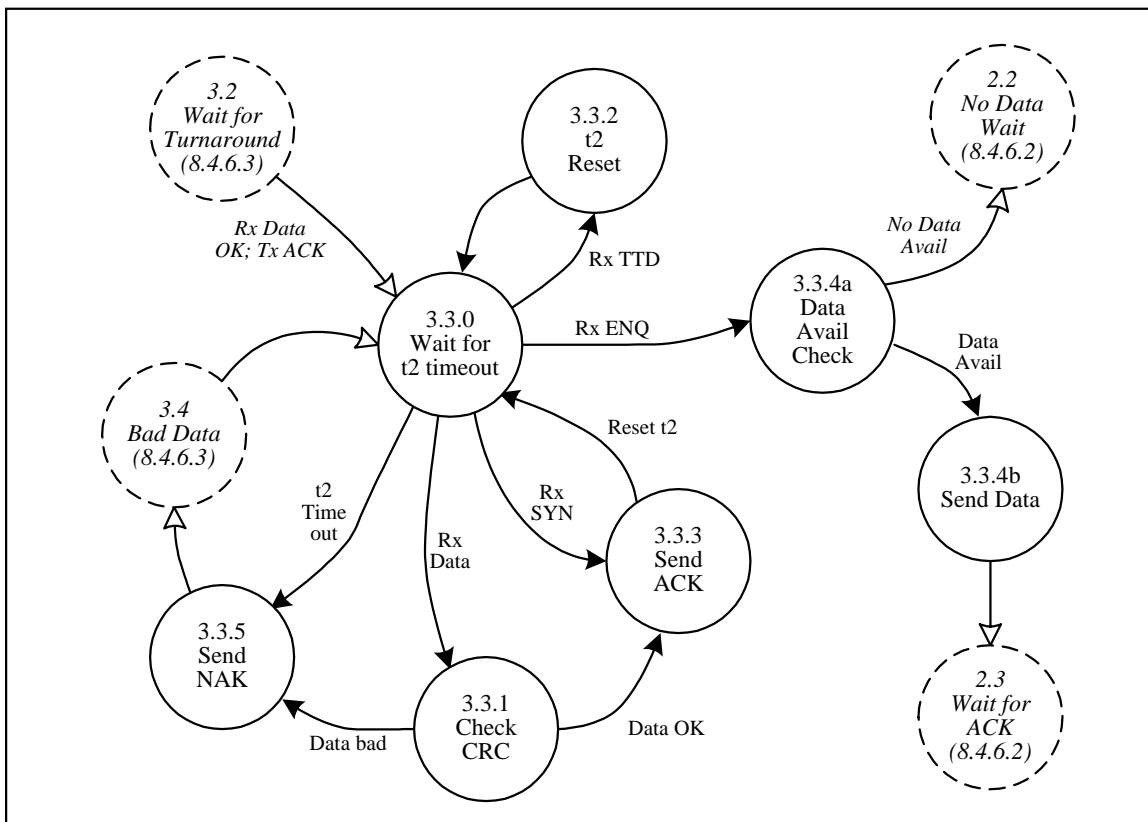 3.2
Wait for
Turnaround
(8.4.6.3)
3.3.2
t2
Reset
2.2
No Data
Wait
(8.4.6.2)
Rx Data
OK; Tx ACK
Rx TTD
No Data
Avail
3.3.0
Wait for
t2 timeout
Rx ENQ
3.3.4a
Data
Avail
Check
Data
Avail
3.4
Bad Data
(8.4.6.3)
Reset t2
3.3.4b
Send Data
t2
Time
out
Rx
Data
Rx
SYN
3.3.3
Send
ACK
3.3.5
Send
NAK
3.3.1
Check
CRC
Data bad
Data OK
2.3
Wait for
ACK
(8.4.6.2)